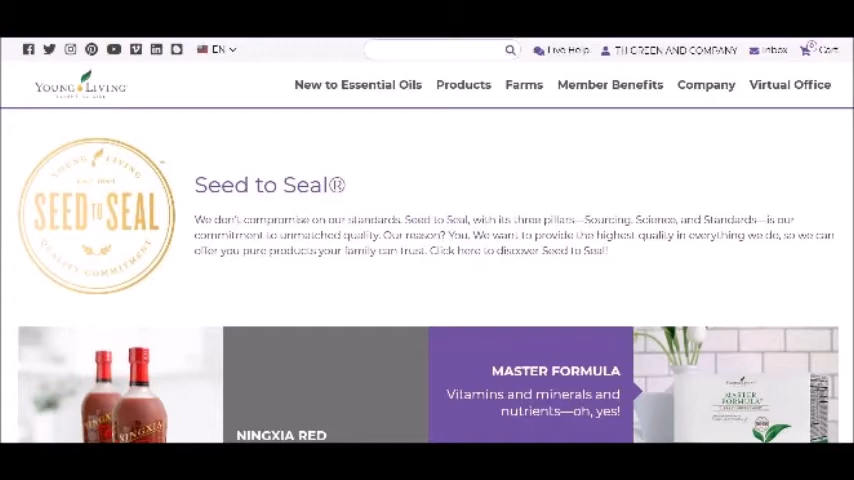 EN
Live Help
TH GREEN AND COMPANY
Inbox
0
Cart
YOUNG LIVING
New to Essential Oils
Products
Farms
Member Benefits
Company
Virtual Office
YOUNG LIVING
SEED TO SEAL
QUALITY COMMITMENT
Seed to Seal®
We don't compromise on our standards. Seed to Seal, with its three pillars—Sourcing, Science, and Standards—is our
commitment to unmatched quality. Our reason? You. We want to provide the highest quality in everything we do, so we can
offer you pure products your family can trust. Click here to discover Seed to Seal!
NINGXIA
NINGXIA RED
MASTER FORMULA
Vitamins and minerals and
nutrients—oh, yes!
MASTER
FORMULA